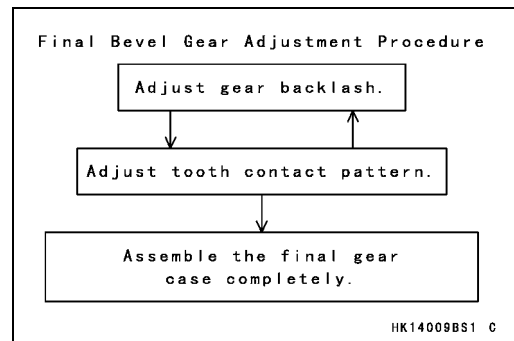 Final Bevel Gear Adjustment Procedure
Adjust gear backlash.
Adjust tooth contact pattern.
Assemble the final gear
case completely.
HK14009BS1 C